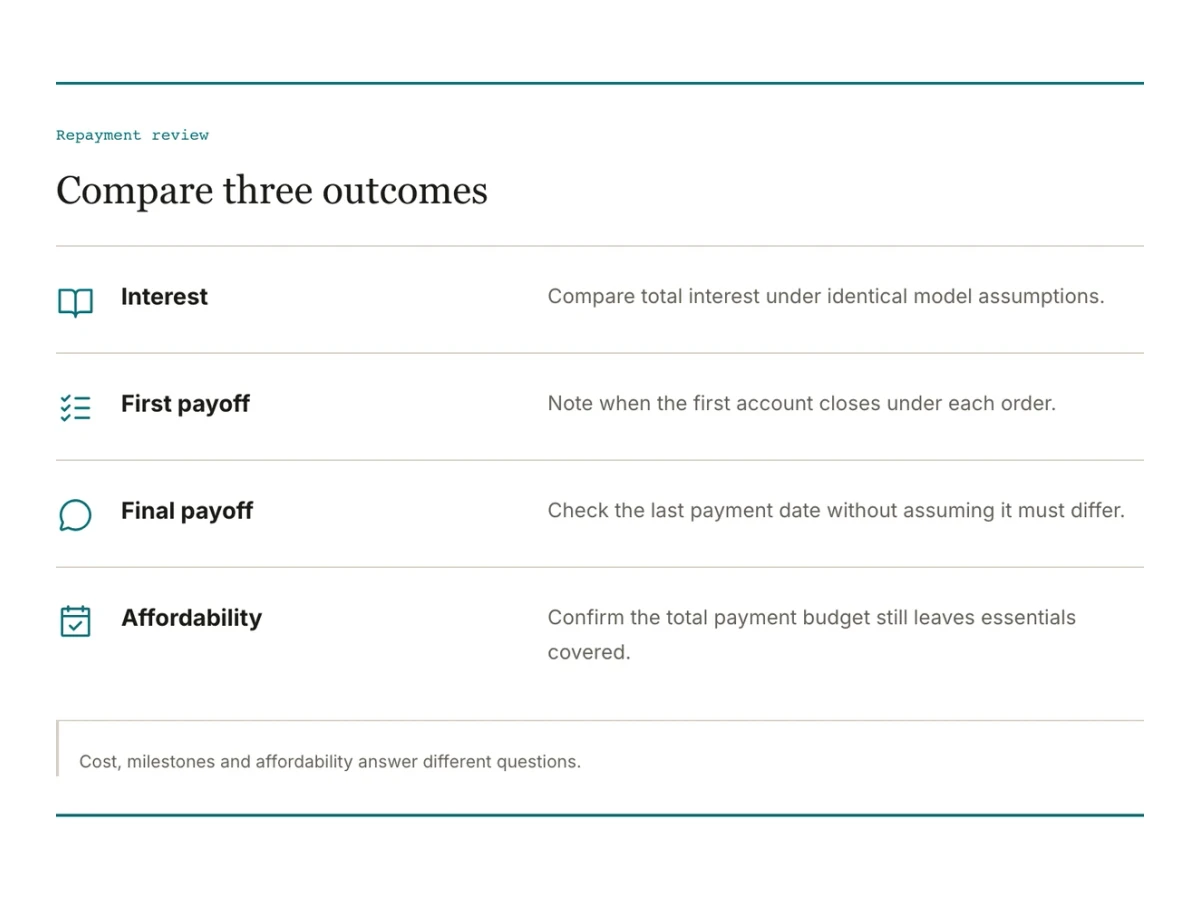 Repayment review
Compare three outcomes
Interest
Compare total interest under identical model assumptions.
First payoff
Note when the first account closes under each order.
Final payoff
Check the last payment date without assuming it must differ.
Affordability
Confirm the total payment budget still leaves essentials
covered.
Cost, milestones and affordability answer different questions.